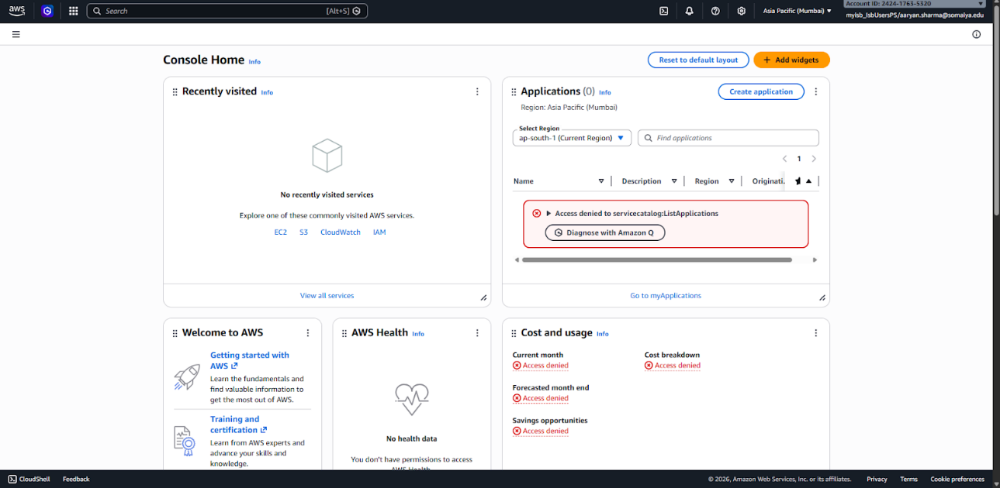 aws
Search
[Alt+S]
Asia Pacific (Mumbai)
Account ID: 2424-1763-5320
myisb_IsbUsersPS/aaryan.sharma@somaiya.edu
Console Home Info
Reset to default layout
+ Add widgets
Recently visited Info
No recently visited services
Explore one of these commonly visited AWS services.
EC2 S3 CloudWatch IAM
View all services
Applications (0) Info
Create application
Region: Asia Pacific (Mumbai)
Select Region
ap-south-1 (Current Region)
Find applications
1
Name Description Region Originati.
Access denied to servicecatalog:ListApplications
Diagnose with Amazon Q
Go to myApplications
Welcome to AWS
Getting started with
AWS
Learn the fundamentals and
find valuable information to
get the most out of AWS.
Training and
certification
Learn from AWS experts and
advance your skills and
knowledge.
AWS Health Info
No health data
You don't have permissions to access
AWS Health.
Cost and usage Info
Current month
Access denied
Cost breakdown
Access denied
Forecasted month end
Access denied
Savings opportunities
Access denied
CloudShell Feedback
© 2026, Amazon Web Services, Inc. or its affiliates. Privacy Terms Cookie preferences